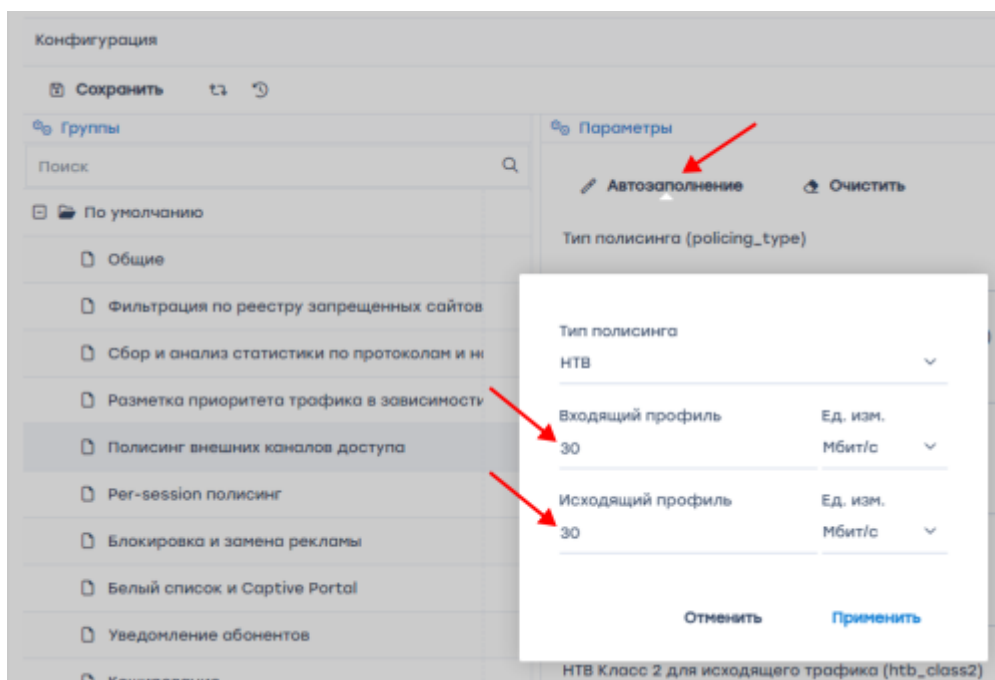 Конфигурация
Сохранить
Группы
Параметры
Поиск
Автозаполнение
Очистить
По умолчанию
Тип полисинга (policing_type)
Общие
Фильтрация по реестру запрещенных сайтов
Сбор и анализ статистики по протоколам и
Разметка приоритета трафика в зависимости
Полисинг внешних каналов доступа
Per-session полисинг
Блокировка и замена рекламы
Белый список и Captive Portal
Уведомление абонентов
Тип полисинга
HTB
Входящий профиль
Ед. изм.
30
Мбит/с
Исходящий профиль
Ед. изм.
30
Мбит/с
Отменить
Применить
HTB Класс 2 для исходящего трафика (htb_class2)